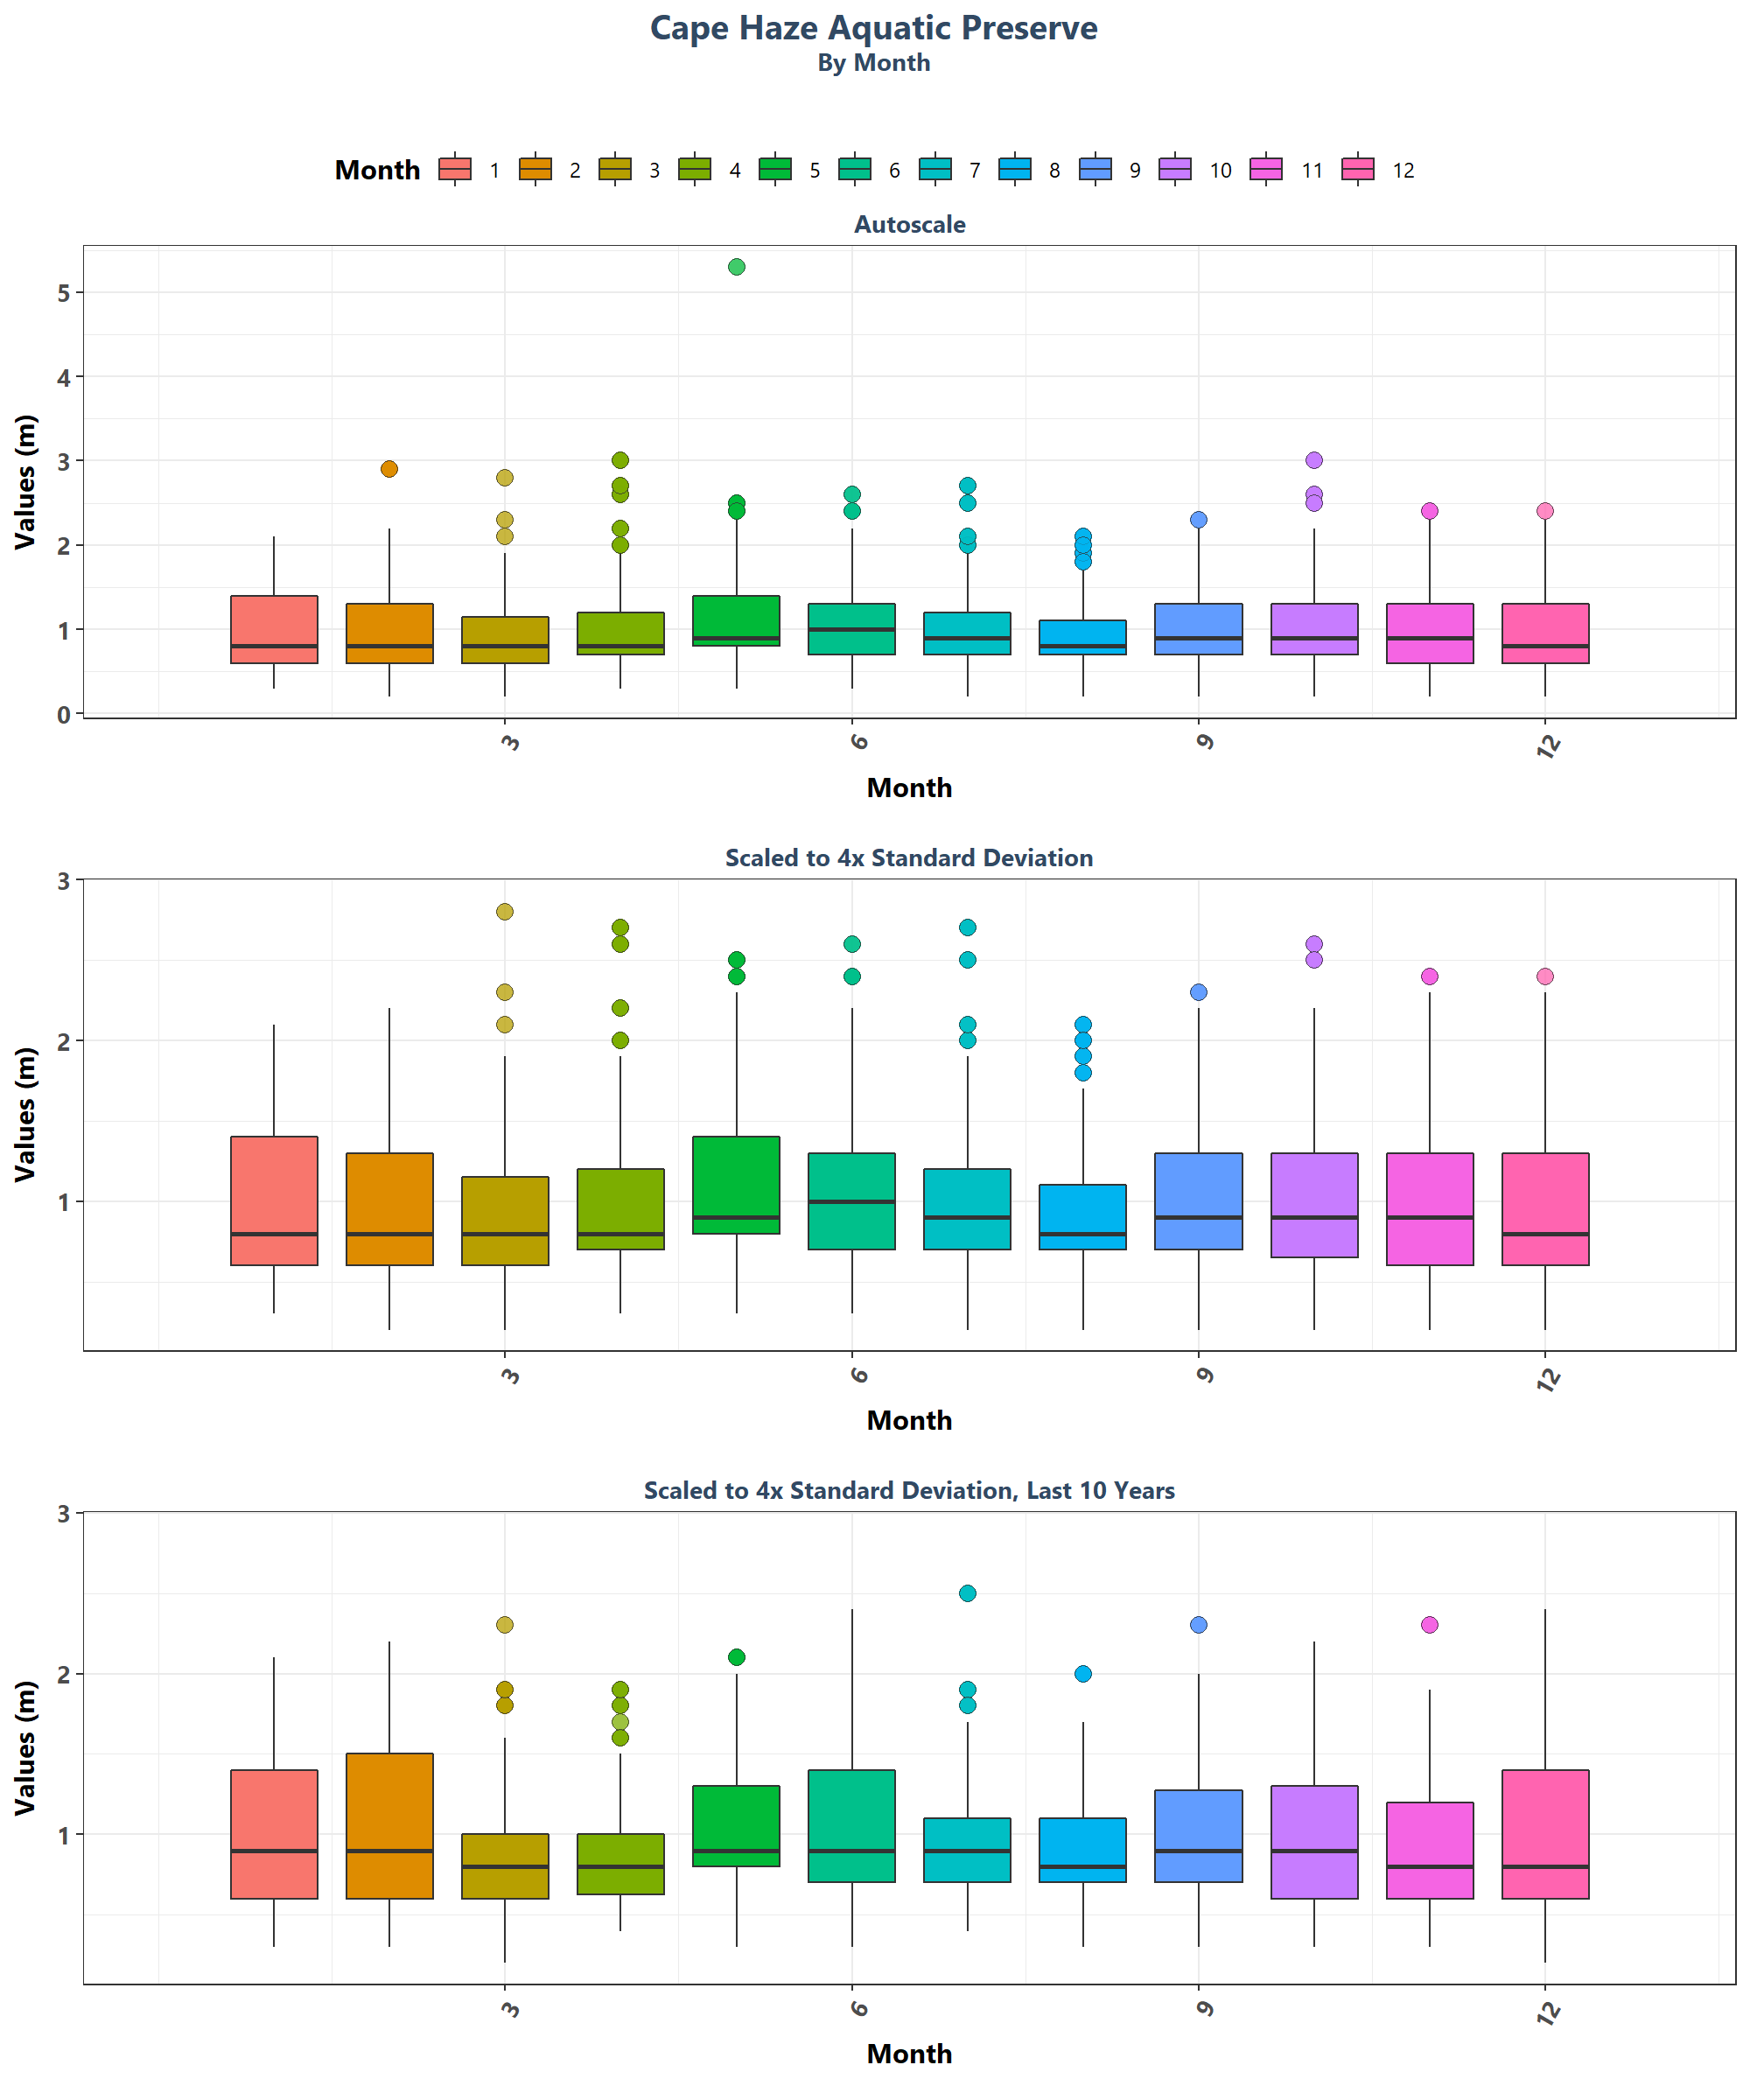 Cape Haze Aquatic Preserve
By Month
Month 1 2 3 4 5 6 7 8 9 10 11 12
Autoscale
Values (m)
5
4
3
2
1
0
3 6 9 12
Month
Scaled to 4x Standard Deviation
Values (m)
3
2
1
3 6 9 12
Month
Scaled to 4x Standard Deviation, Last 10 Years
Values (m)
3
2
1
3 6 9 12
Month